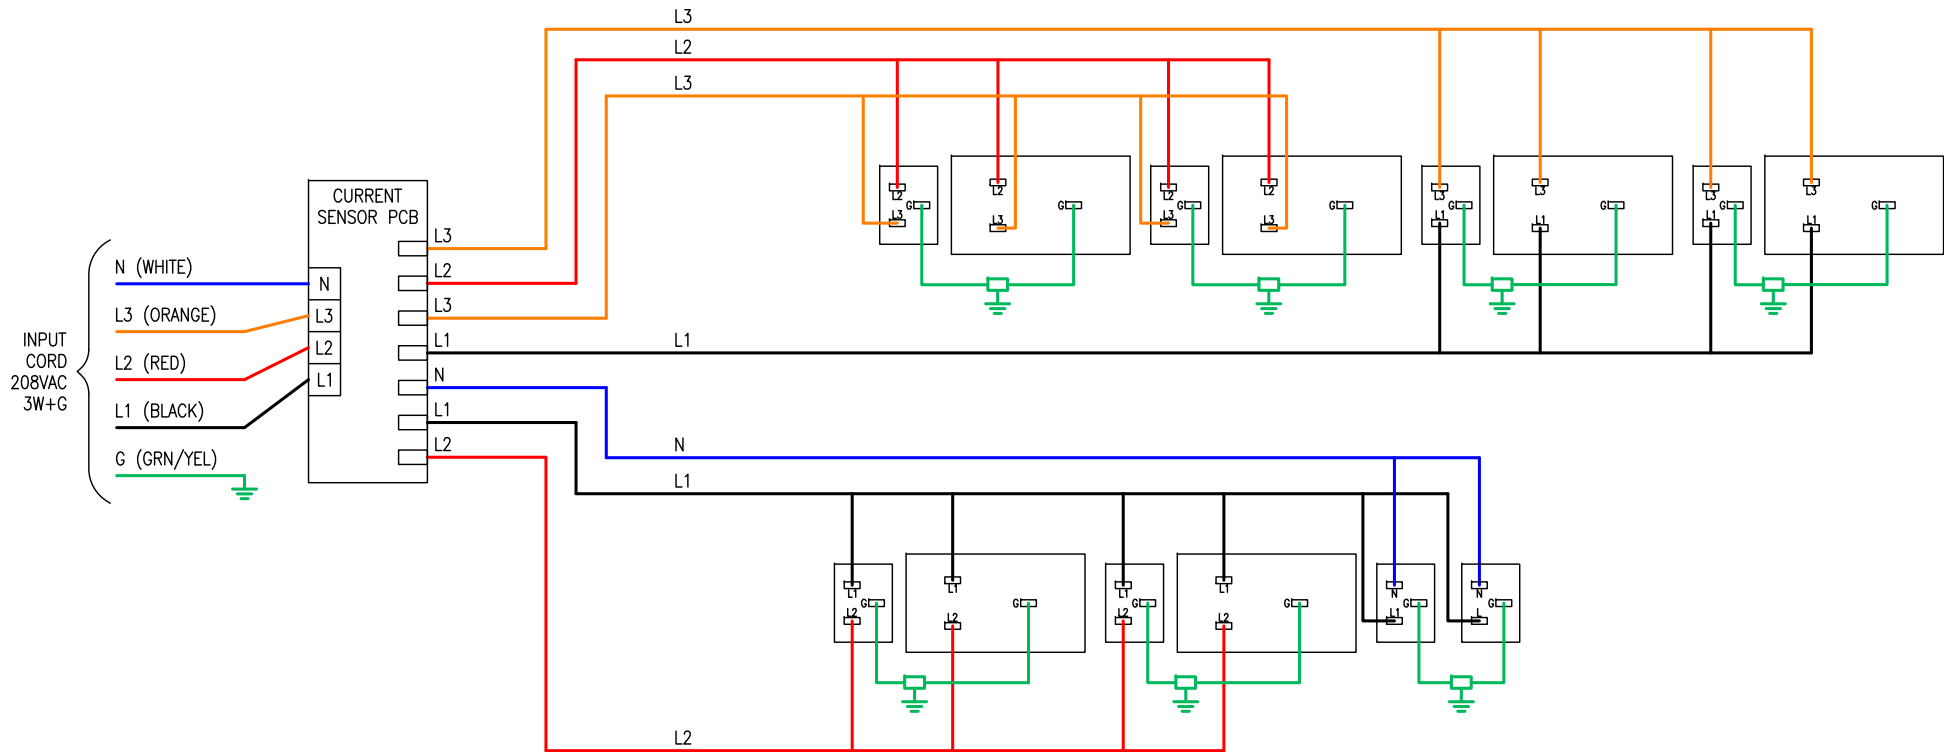 L3
L2
L3
CURRENT
SENSOR PCB
L3
L2
L3
L1
N
L1
L2
N
L3
L2
L1
INPUT
CORD
208VAC
3W+G
N (WHITE)
L3 (ORANGE)
L2 (RED)
L1 (BLACK)
G (GRN/YEL)
L2
L3
G
L2
L3
G
L2
L3
G
L2
L3
G
L3
L1
G
L3
L1
G
L3
L1
G
L3
L1
G
L1
N
L1
L1
L2
G
L1
L2
G
L1
L2
G
L1
L2
G
N
L1
G
N
L
G
L2